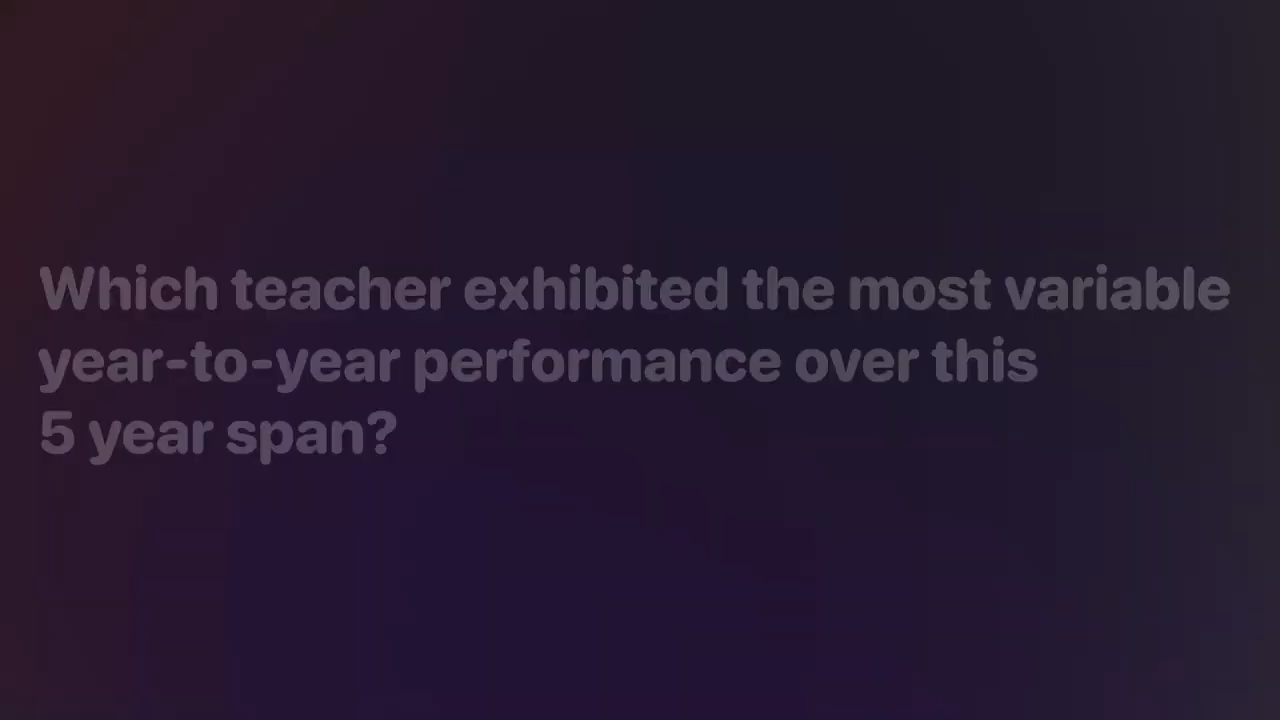 Which teacher exhibited the most variable
year-to-year performance over this
5 year span?